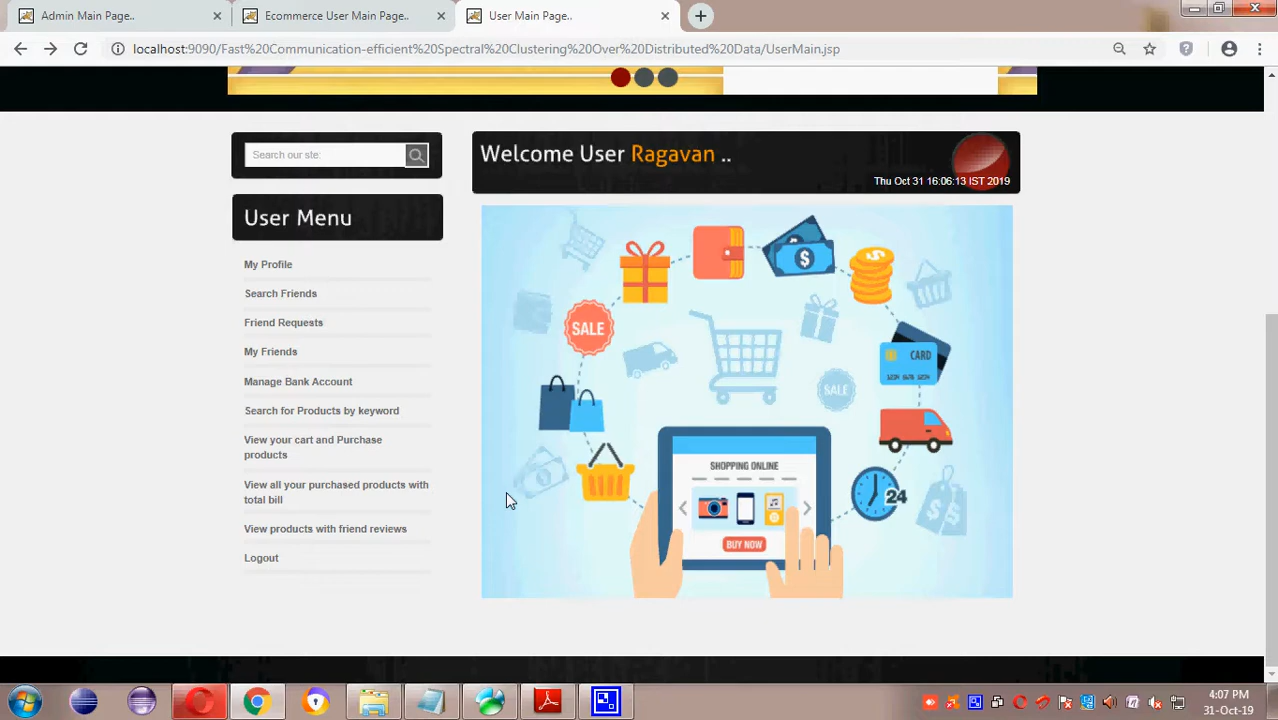 Admin Main Page..
Ecommerce User Main Page..
User Main Page..
localhost:9090/Fast%20Communication-efficient%20Spectral%20Clustering%20Over%20Distributed%20Data/UserMain.jsp
Search our site:
Welcome User Ragavan ..
Thu Oct 31 16:06:13 IST 2019
User Menu
My Profile
Search Friends
Friend Requests
My Friends
Manage Bank Account
Search for Products by keyword
View your cart and Purchase
products
View all your purchased products with
total bill
View products with friend reviews
Logout
SALE
CARD
SALE
SHOPPING ONLINE
24
BUY NOW
4:07 PM
31-Oct-19